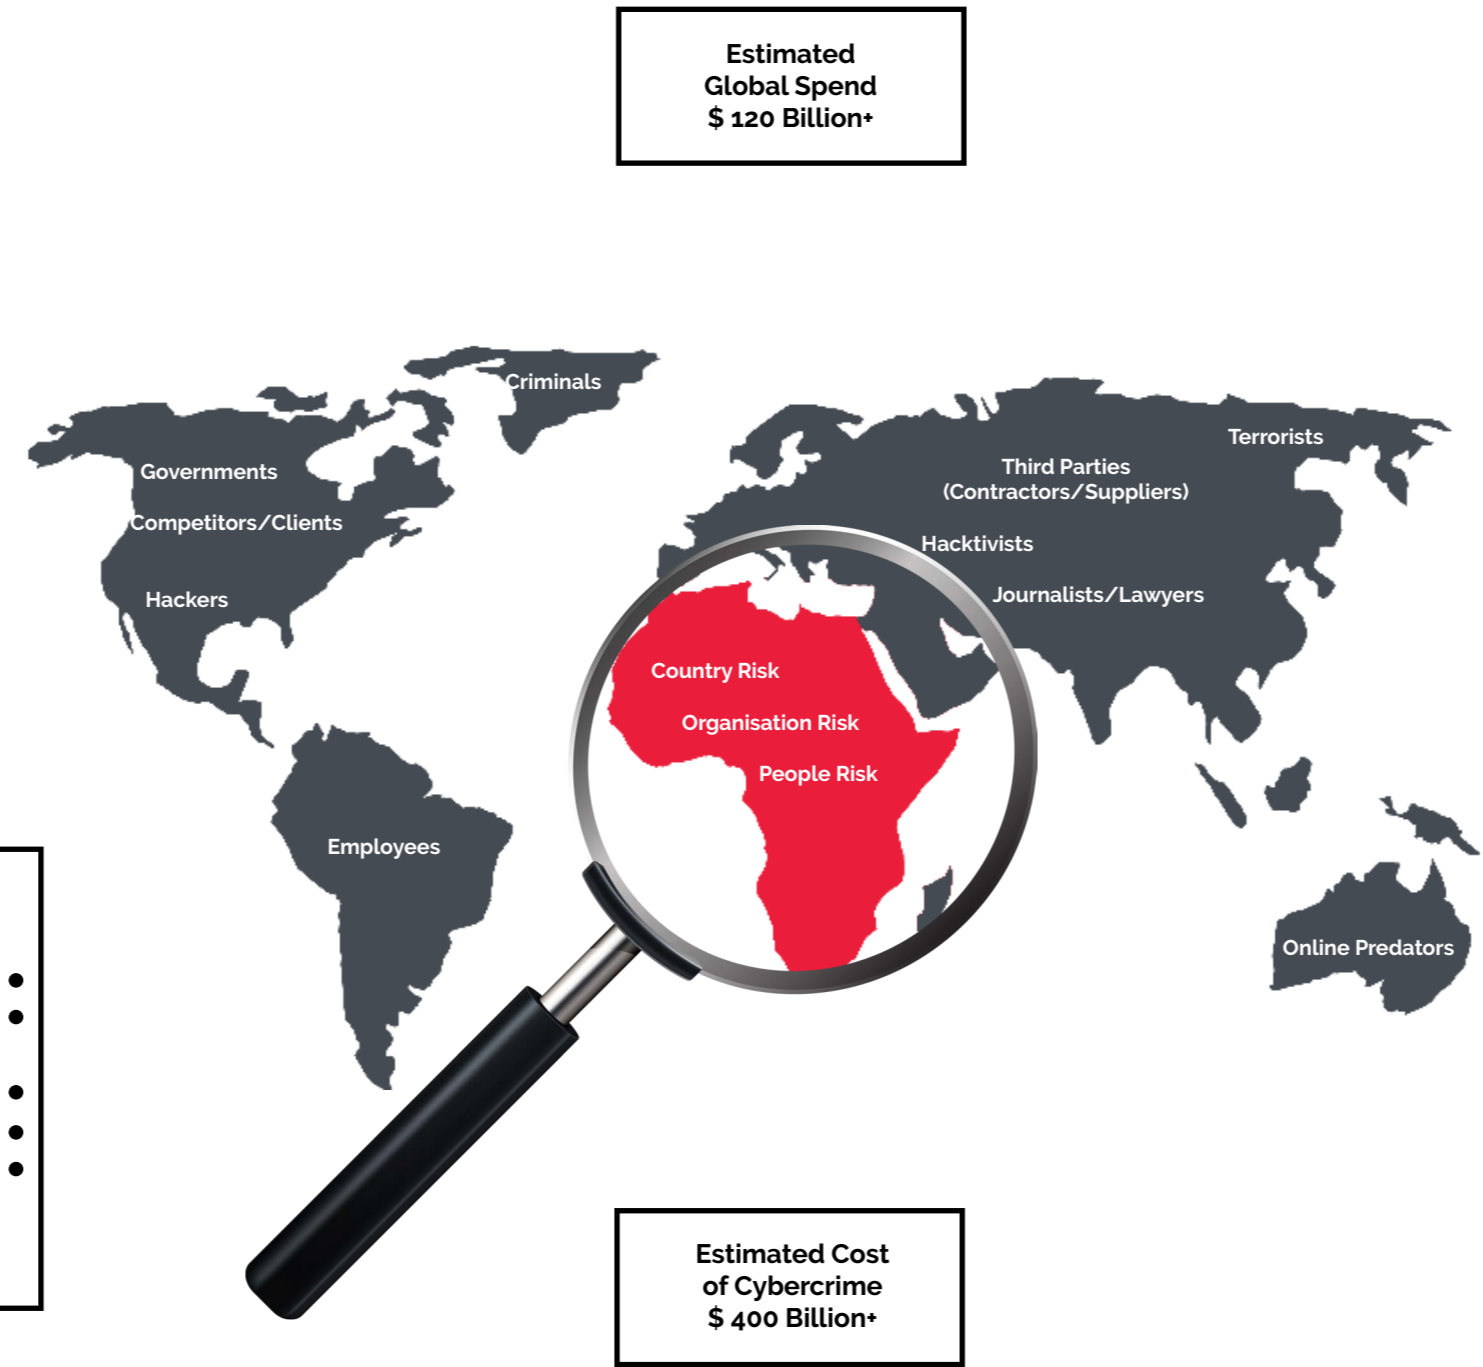 Estimated
Global Spend
$ 120 Billion+
Criminals
Governments
Competitors/Clients
Hackers
Terrorists
Third Parties
(Contractors/Suppliers)
Hacktivists
Journalists/Lawyers
Country Risk
Organisation Risk
People Risk
Employees
Online Predators
Estimated Cost
of Cybercrime
$ 400 Billion+